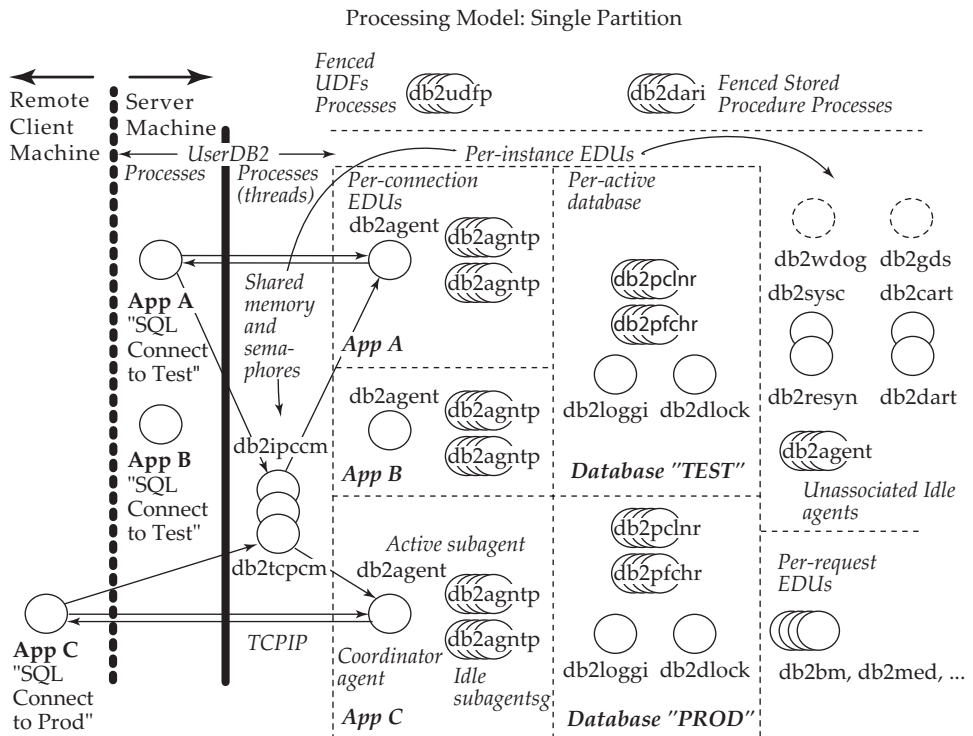 Processing Model: Single Partition
Fenced
UDFs
Processes
db2udfp
db2dari
Fenced Stored
Procedure Processes
Remote
Client
Machine
Server
Machine
UserDB2
Processes
Processes
(threads)
Per-instance EDUs
Per-connection
EDUs
Per-active
database
db2agent
db2agntp
db2agntp
App A
"SQL
Connect
to Test"
Shared
memory
and
sema-
phores
App A
db2pclnr
db2pfchr
db2loggi
db2dlock
Database "TEST"
db2wdog
db2gds
db2sysc
db2cart
db2resyn
db2dart
db2agent
Unassociated Idle
agents
App B
"SQL
Connect
to Test"
db2ipccm
db2tcpcm
db2agent
db2agntp
db2agntp
App B
Active subagent
db2agent
db2agntp
db2agntp
Coordinator
agent
Idle
subagentsg
App C
TCPIP
App C
"SQL
Connect
to Prod"
db2pclnr
db2pfchr
db2loggi
db2dlock
Database "PROD"
Per-request
EDUs
db2bm, db2med, ...